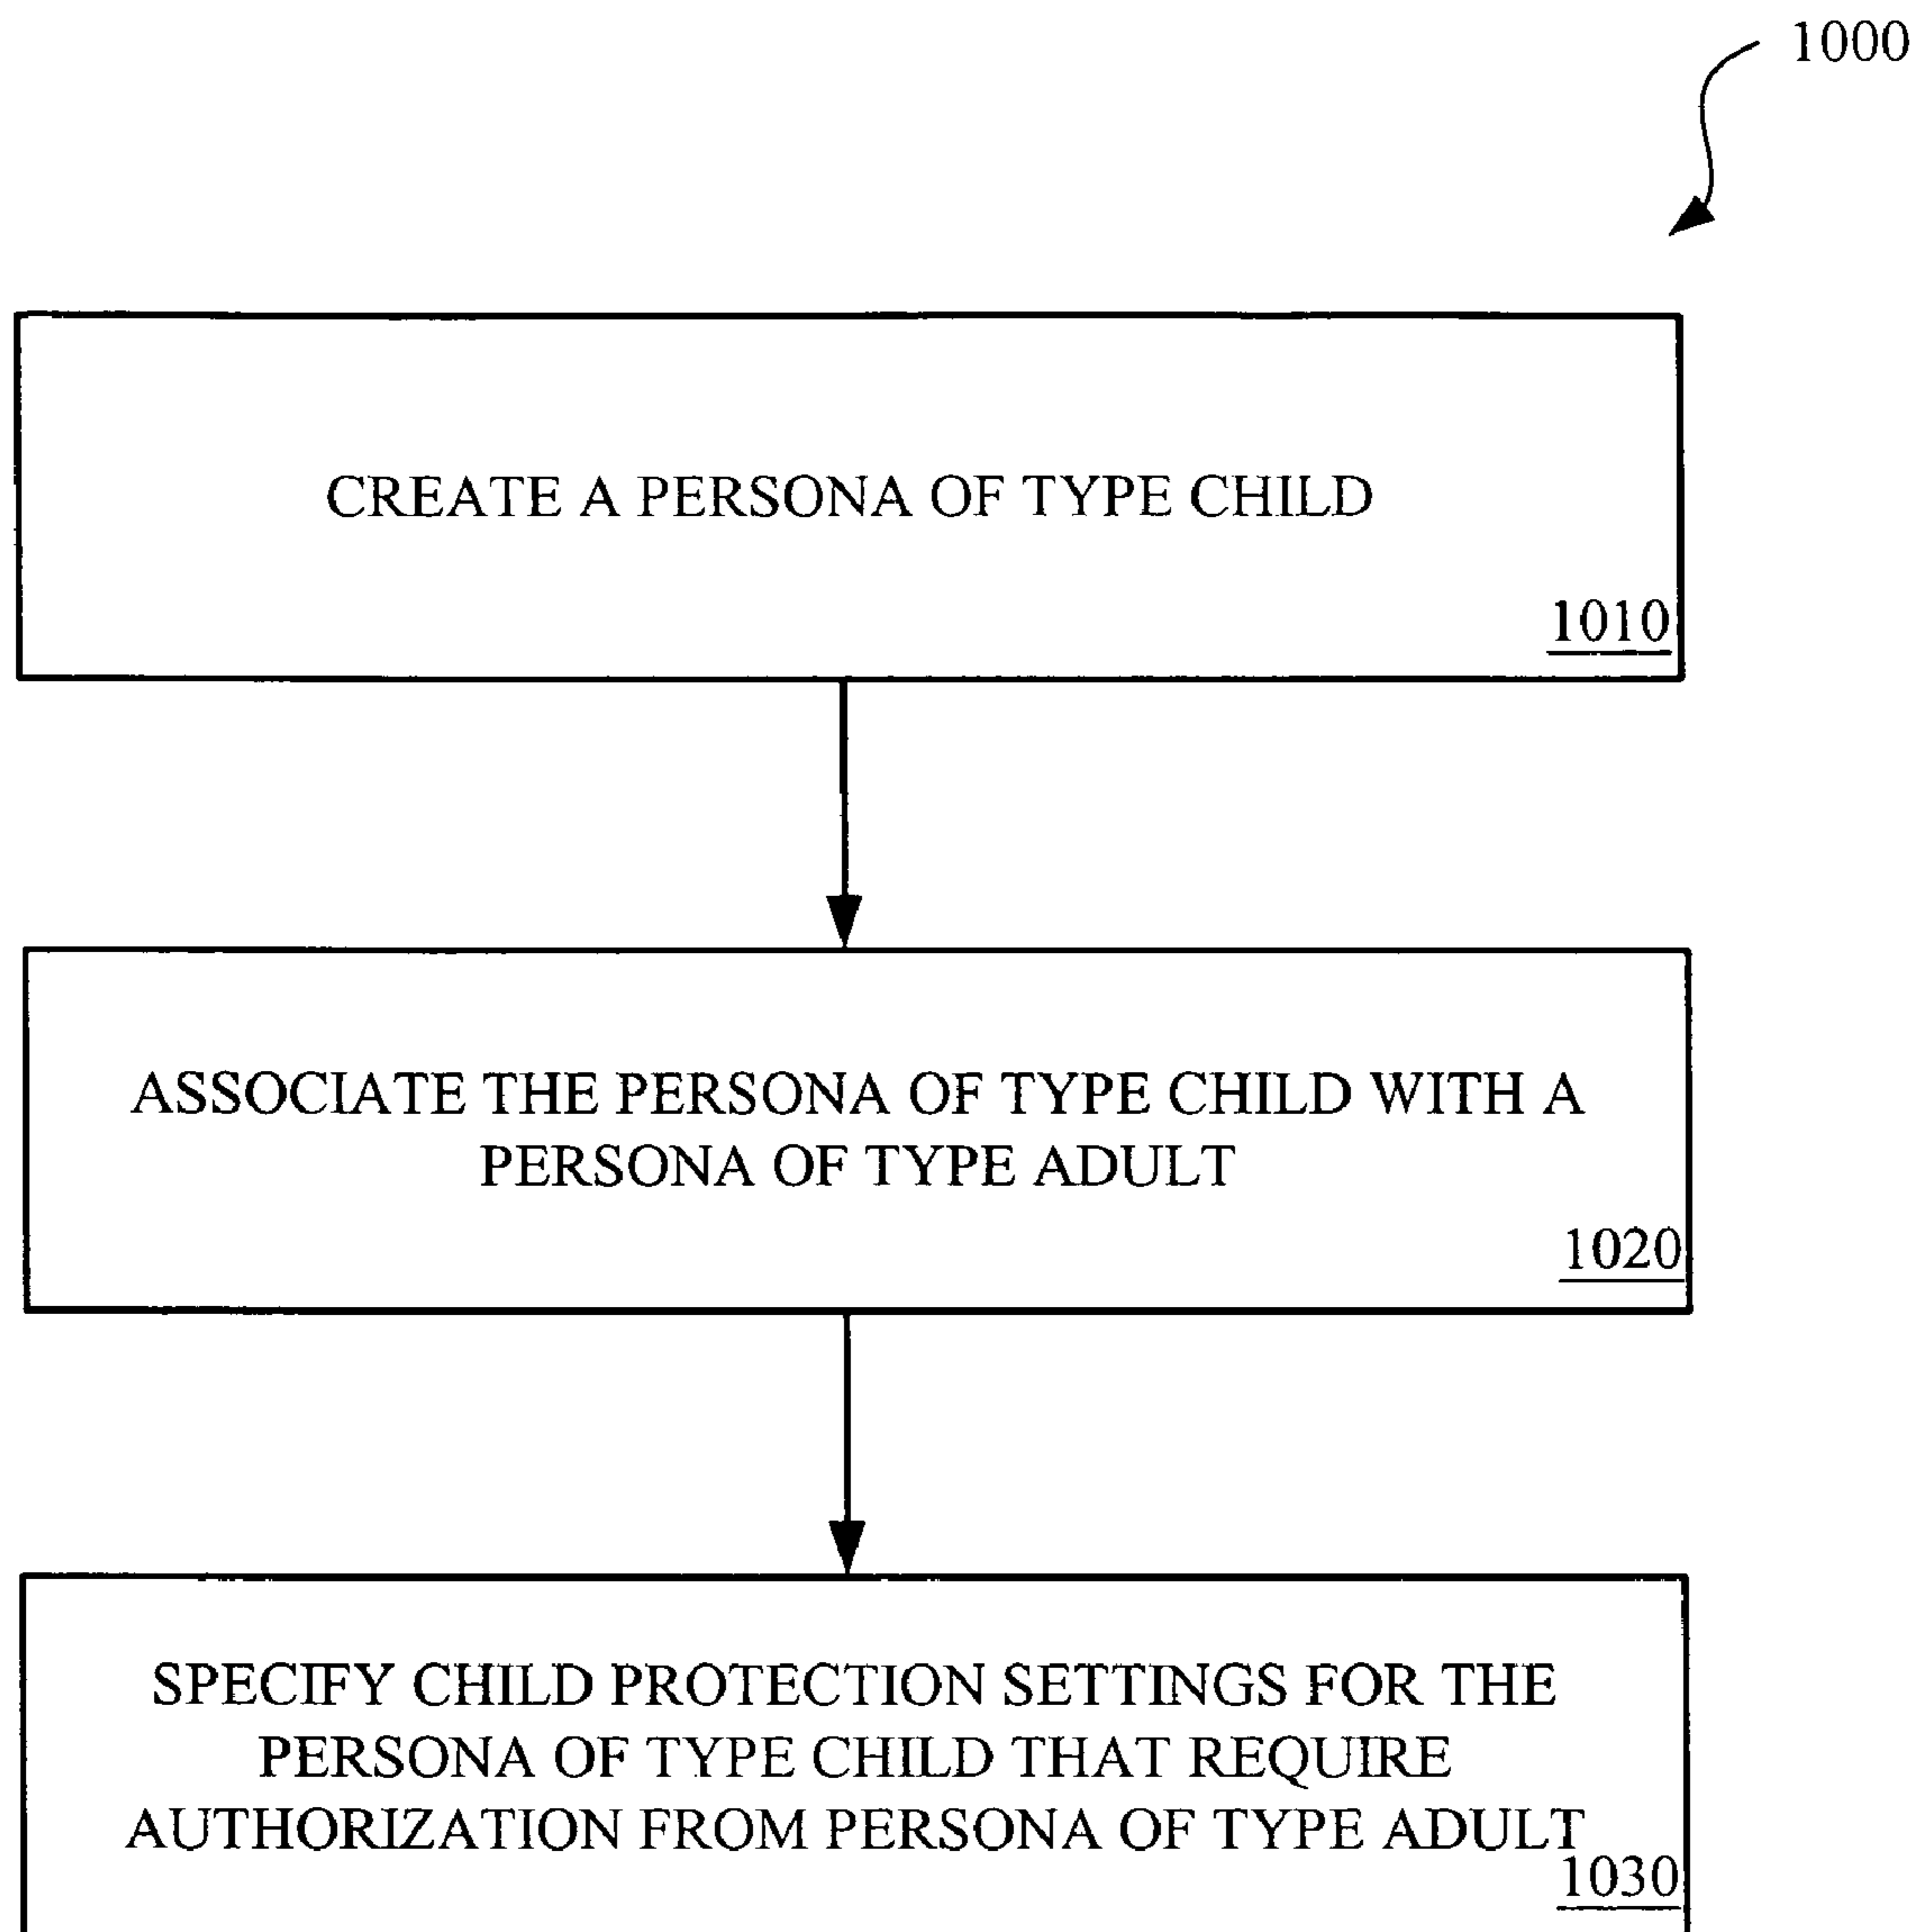 1000
CREATE A PERSONA OF TYPE CHILD
1010
ASSOCIATE THE PERSONA OF TYPE CHILD WITH A
PERSONA OF TYPE ADULT
1020
SPECIFY CHILD PROTECTION SETTINGS FOR THE
PERSONA OF TYPE CHILD THAT REQUIRE
AUTHORIZATION FROM PERSONA OF TYPE ADULT
1030